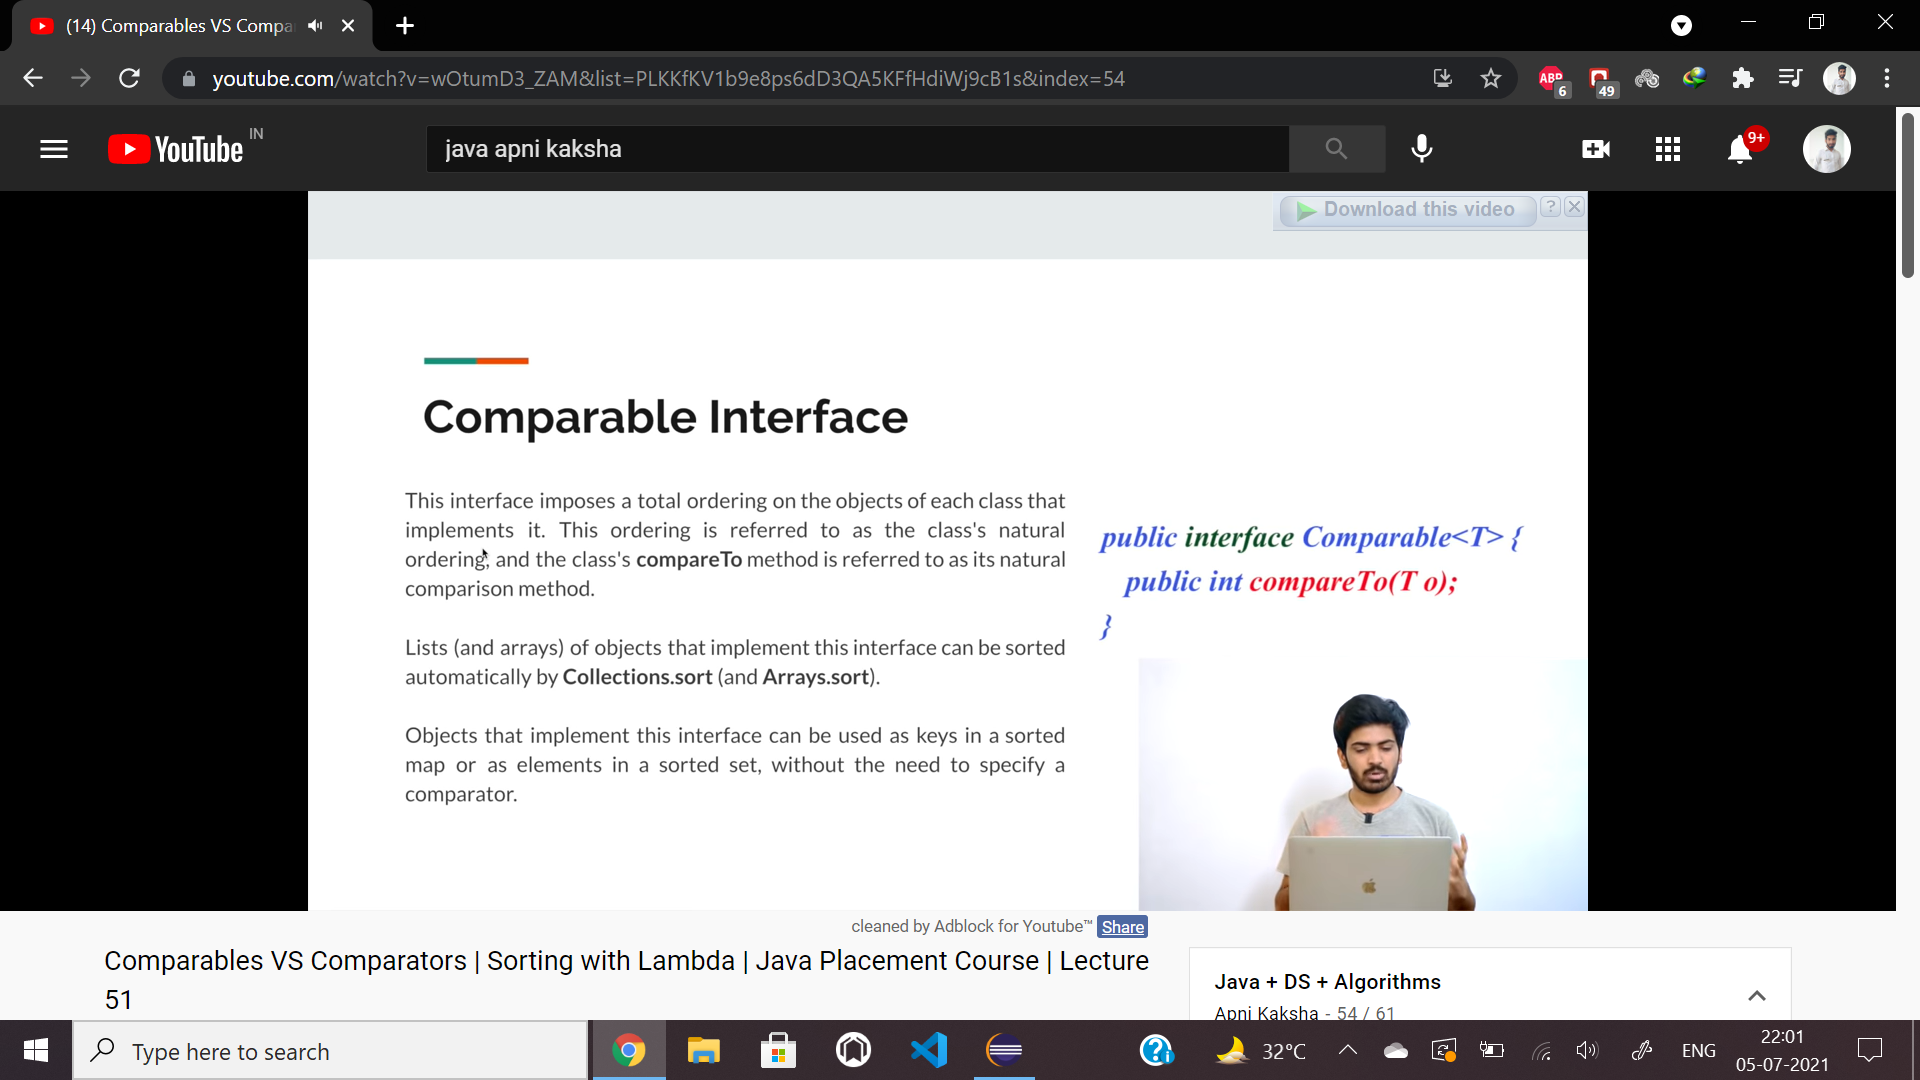 (14) Comparables VS Compa
youtube.com/watch?v=wOtumD3_ZAM&list=PLKKfKV1b9e8ps6dD3QA5KFfHdiWj9cB1s&index=54
ABP
6
49
YouTube
IN
java apni kaksha
9+
Download this video
?
Comparable Interface
This interface imposes a total ordering on the objects of each class that
implements it. This ordering is referred to as the class's natural
ordering, and the class's compareTo method is referred to as its natural
comparison method.
Lists (and arrays) of objects that implement this interface can be sorted
automatically by Collections.sort (and Arrays.sort).
Objects that implement this interface can be used as keys in a sorted
map or as elements in a sorted set, without the need to specify a
comparator.
public interface Comparable<T> {
public int compareTo(T o);
}
cleaned by Adblock for Youtube™ Share
Comparables VS Comparators | Sorting with Lambda | Java Placement Course | Lecture
51
Java + DS + Algorithms
Apni Kaksha - 54 / 61
Type here to search
32°C
ENG
22:01
05-07-2021